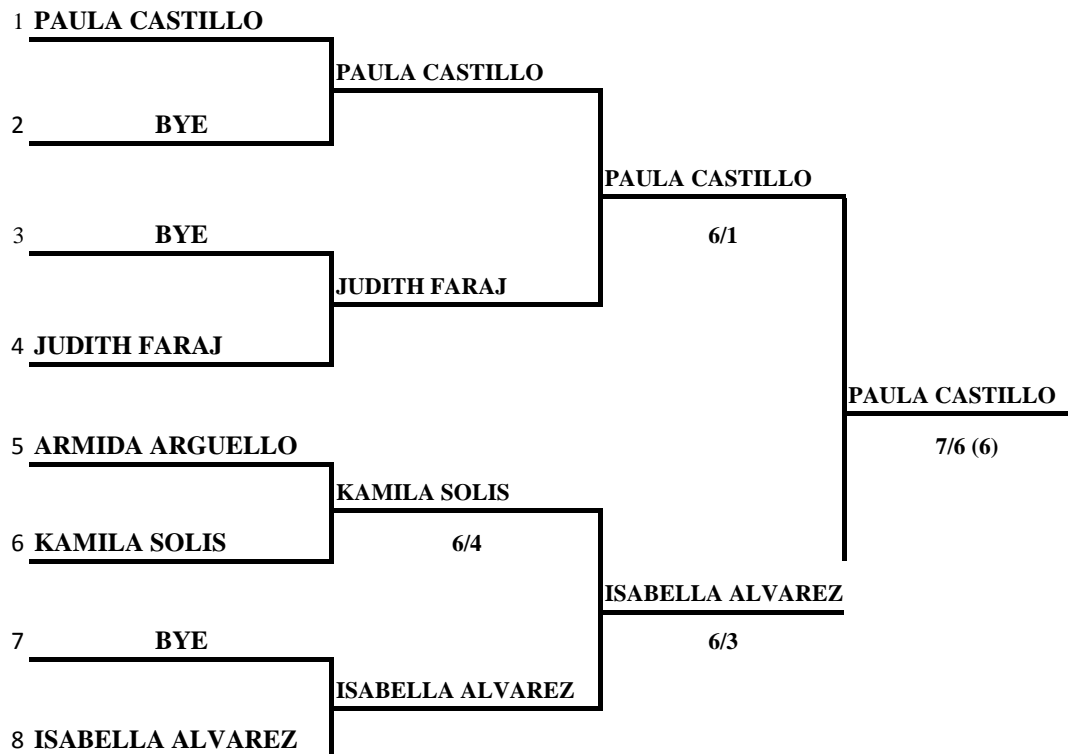 1 PAULA CASTILLO
PAULA CASTILLO
2 BYE
PAULA CASTILLO
3 BYE
6/1
JUDITH FARAJ
4 JUDITH FARAJ
PAULA CASTILLO
5 ARMIDA ARGUELLO
7/6 (6)
KAMILA SOLIS
6 KAMILA SOLIS
6/4
ISABELLA ALVAREZ
7 BYE
6/3
ISABELLA ALVAREZ
8 ISABELLA ALVAREZ